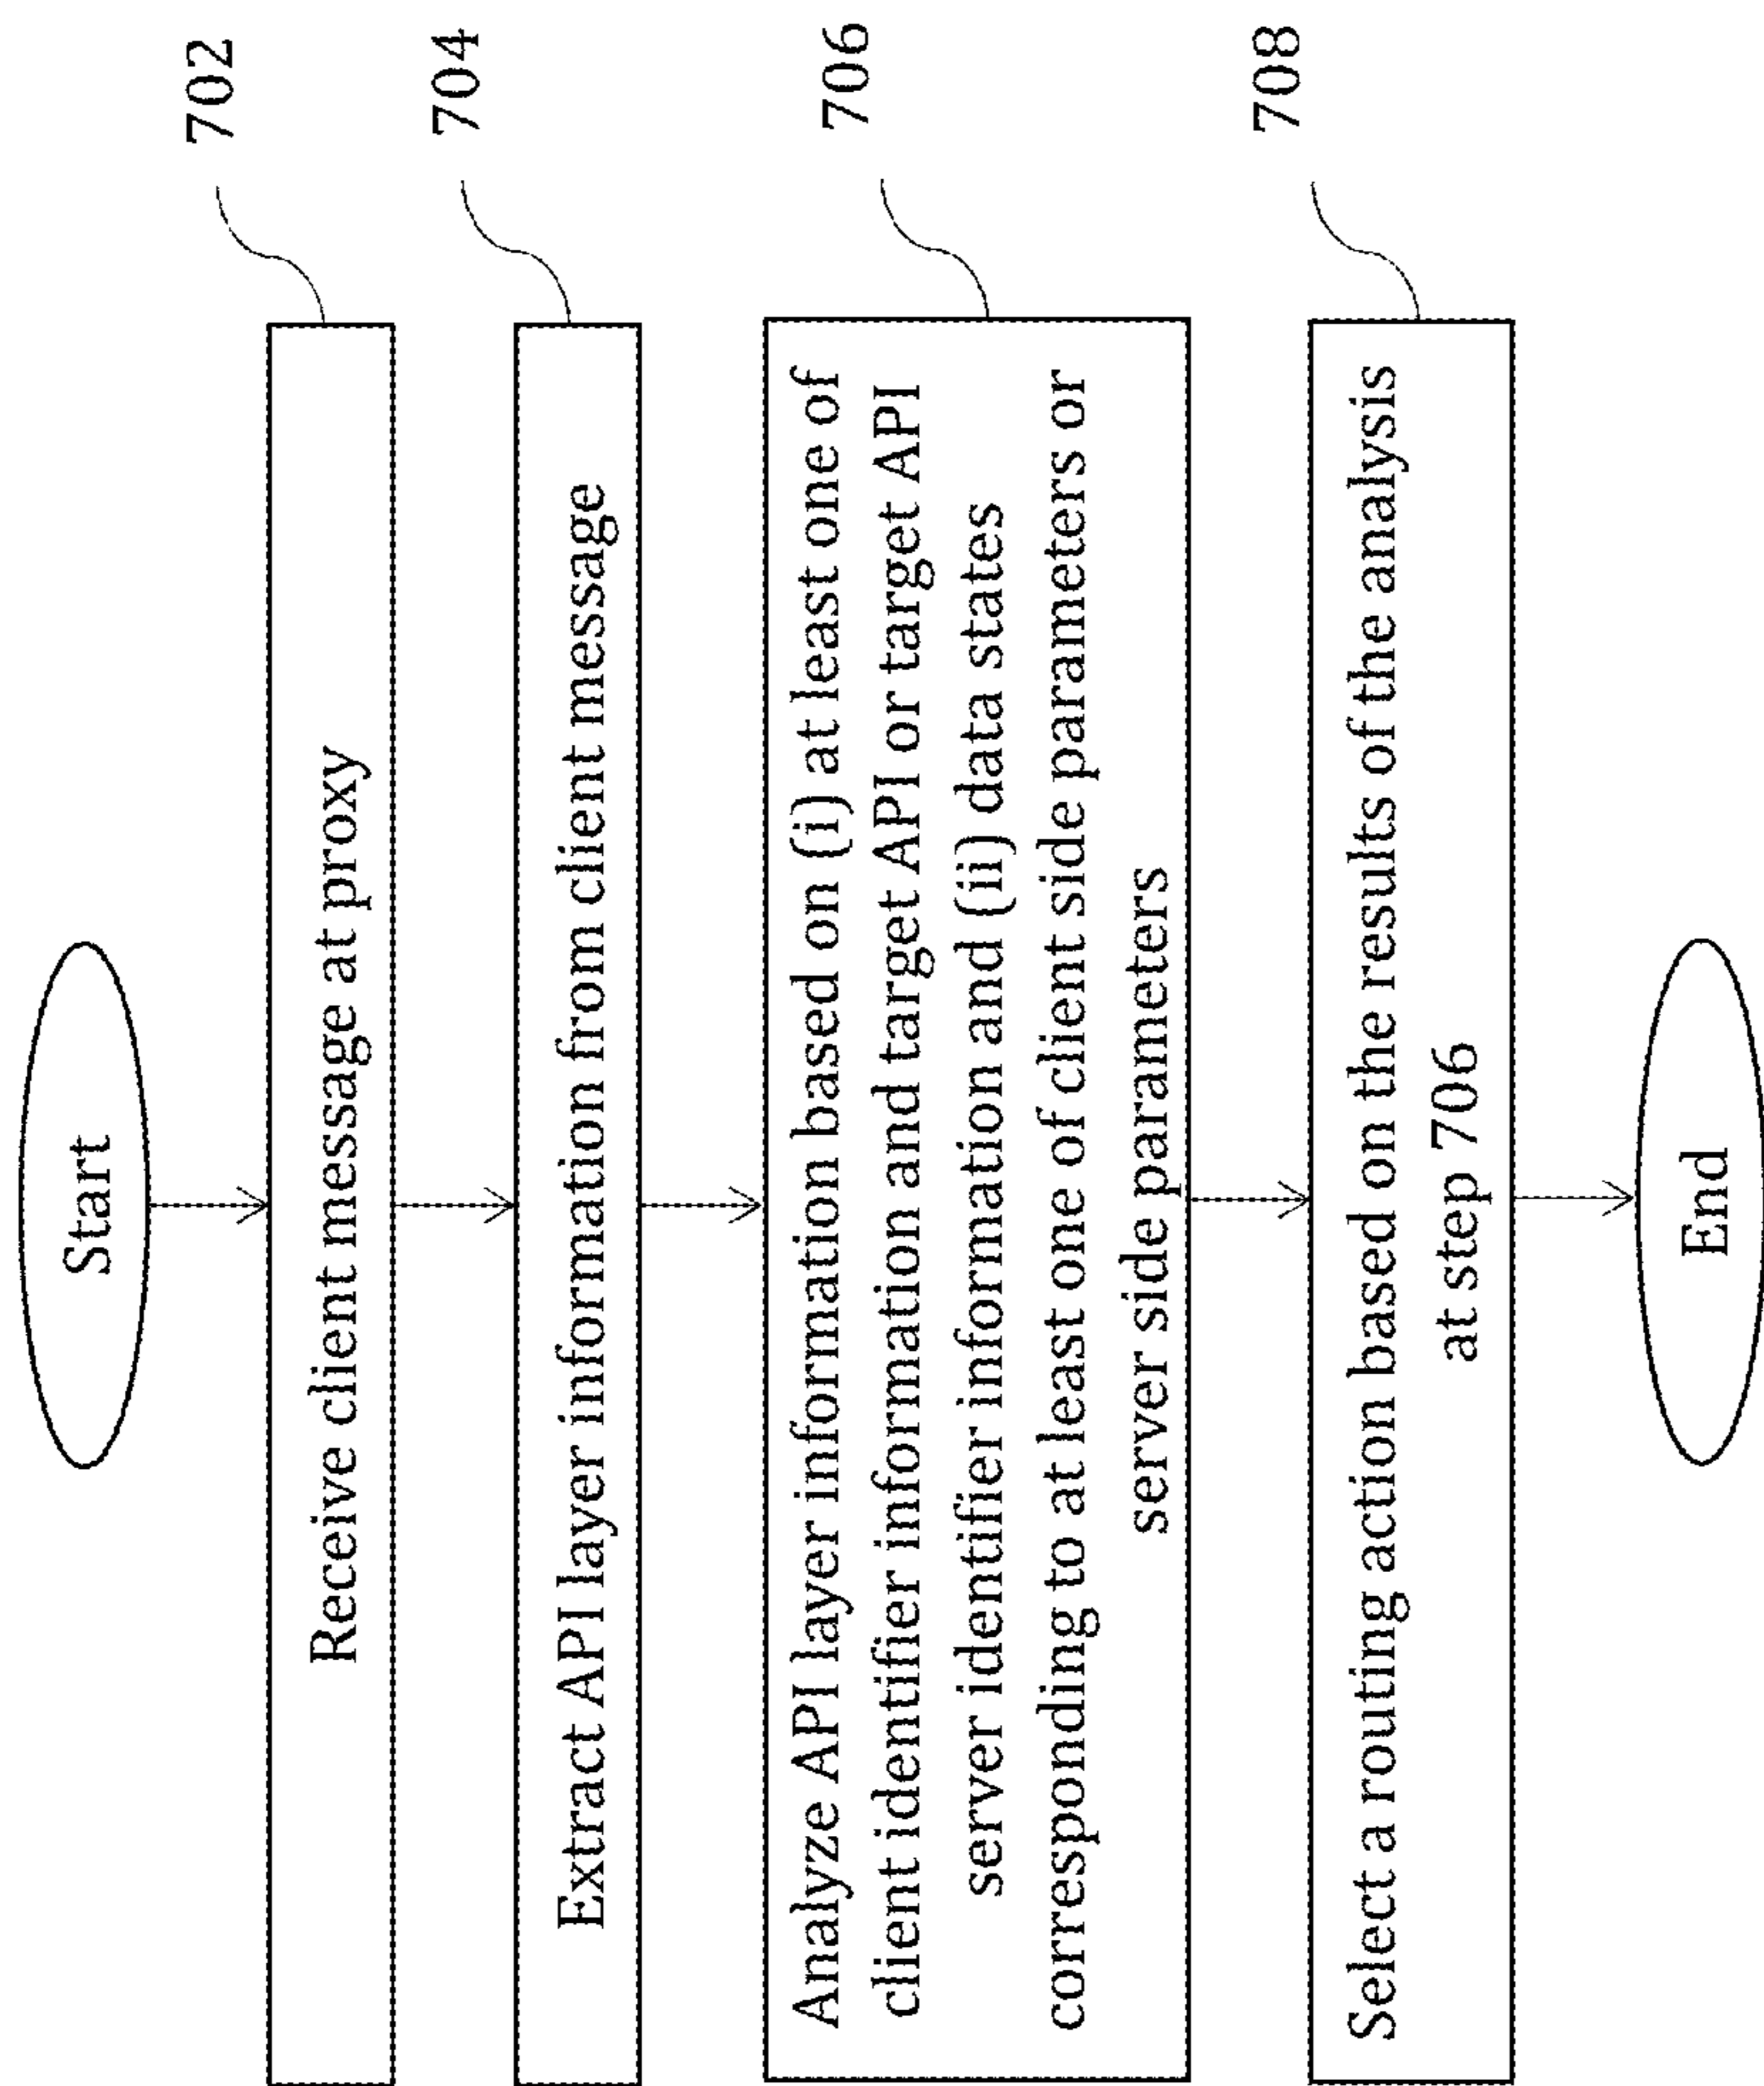 Start
702
Receive client message at proxy
704
Extract API layer information from client message
706
Analyze API layer information based on (i) at least one of
client identifier information and target API or target API
server identifier information and (ii) data states
corresponding to at least one of client side parameters or
server side parameters
708
Select a routing action based on the results of the analysis
at step 706
End